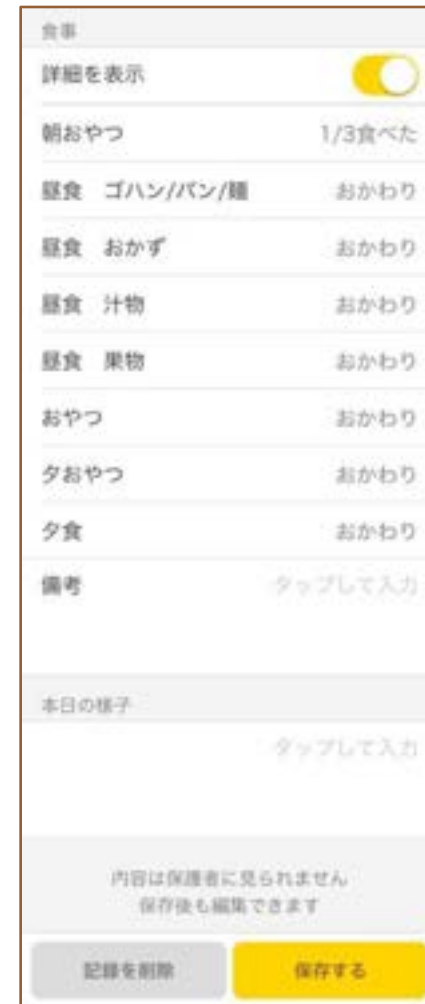 食事
詳細を表示
朝おやつ 1/3食べた
昼食 ゴハン/パン/麺 おかわり
昼食 おかず おかわり
昼食 汁物 おかわり
昼食 果物 おかわり
おやつ おかわり
夕おやつ おかわり
夕食 おかわり
備考 タップして入力
本日の様子
タップして入力
内容は保護者に見られません
保存後も編集できます
記録を削除 保存する